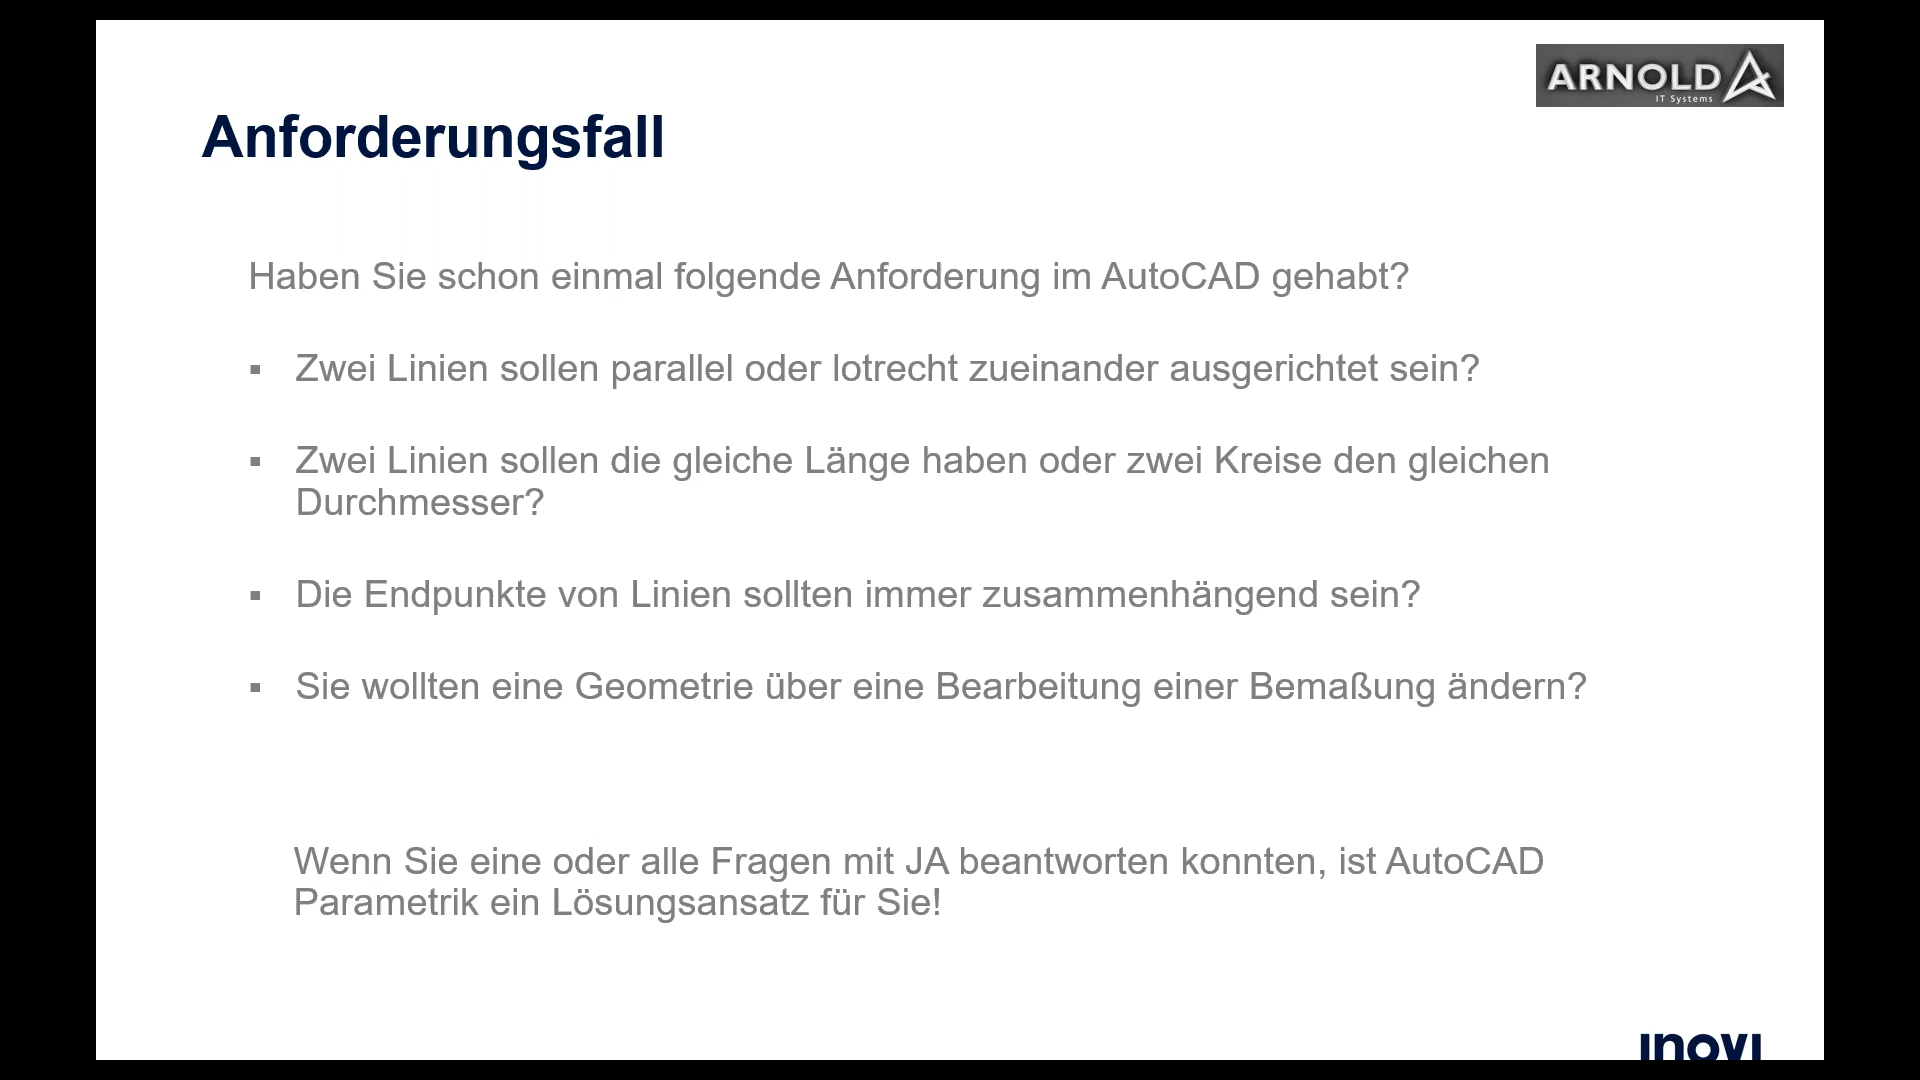 ARNOLD
IT Systems
Anforderungsfall
Haben Sie schon einmal folgende Anforderung im AutoCAD gehabt?
▪ Zwei Linien sollen parallel oder lotrecht zueinander ausgerichtet sein?
▪ Zwei Linien sollen die gleiche Länge haben oder zwei Kreise den gleichen
Durchmesser?
▪ Die Endpunkte von Linien sollten immer zusammenhängend sein?
▪ Sie wollten eine Geometrie über eine Bearbeitung einer Bemaßung ändern?
Wenn Sie eine oder alle Fragen mit JA beantworten konnten, ist AutoCAD
Parametrik ein Lösungsansatz für Sie!
inovi